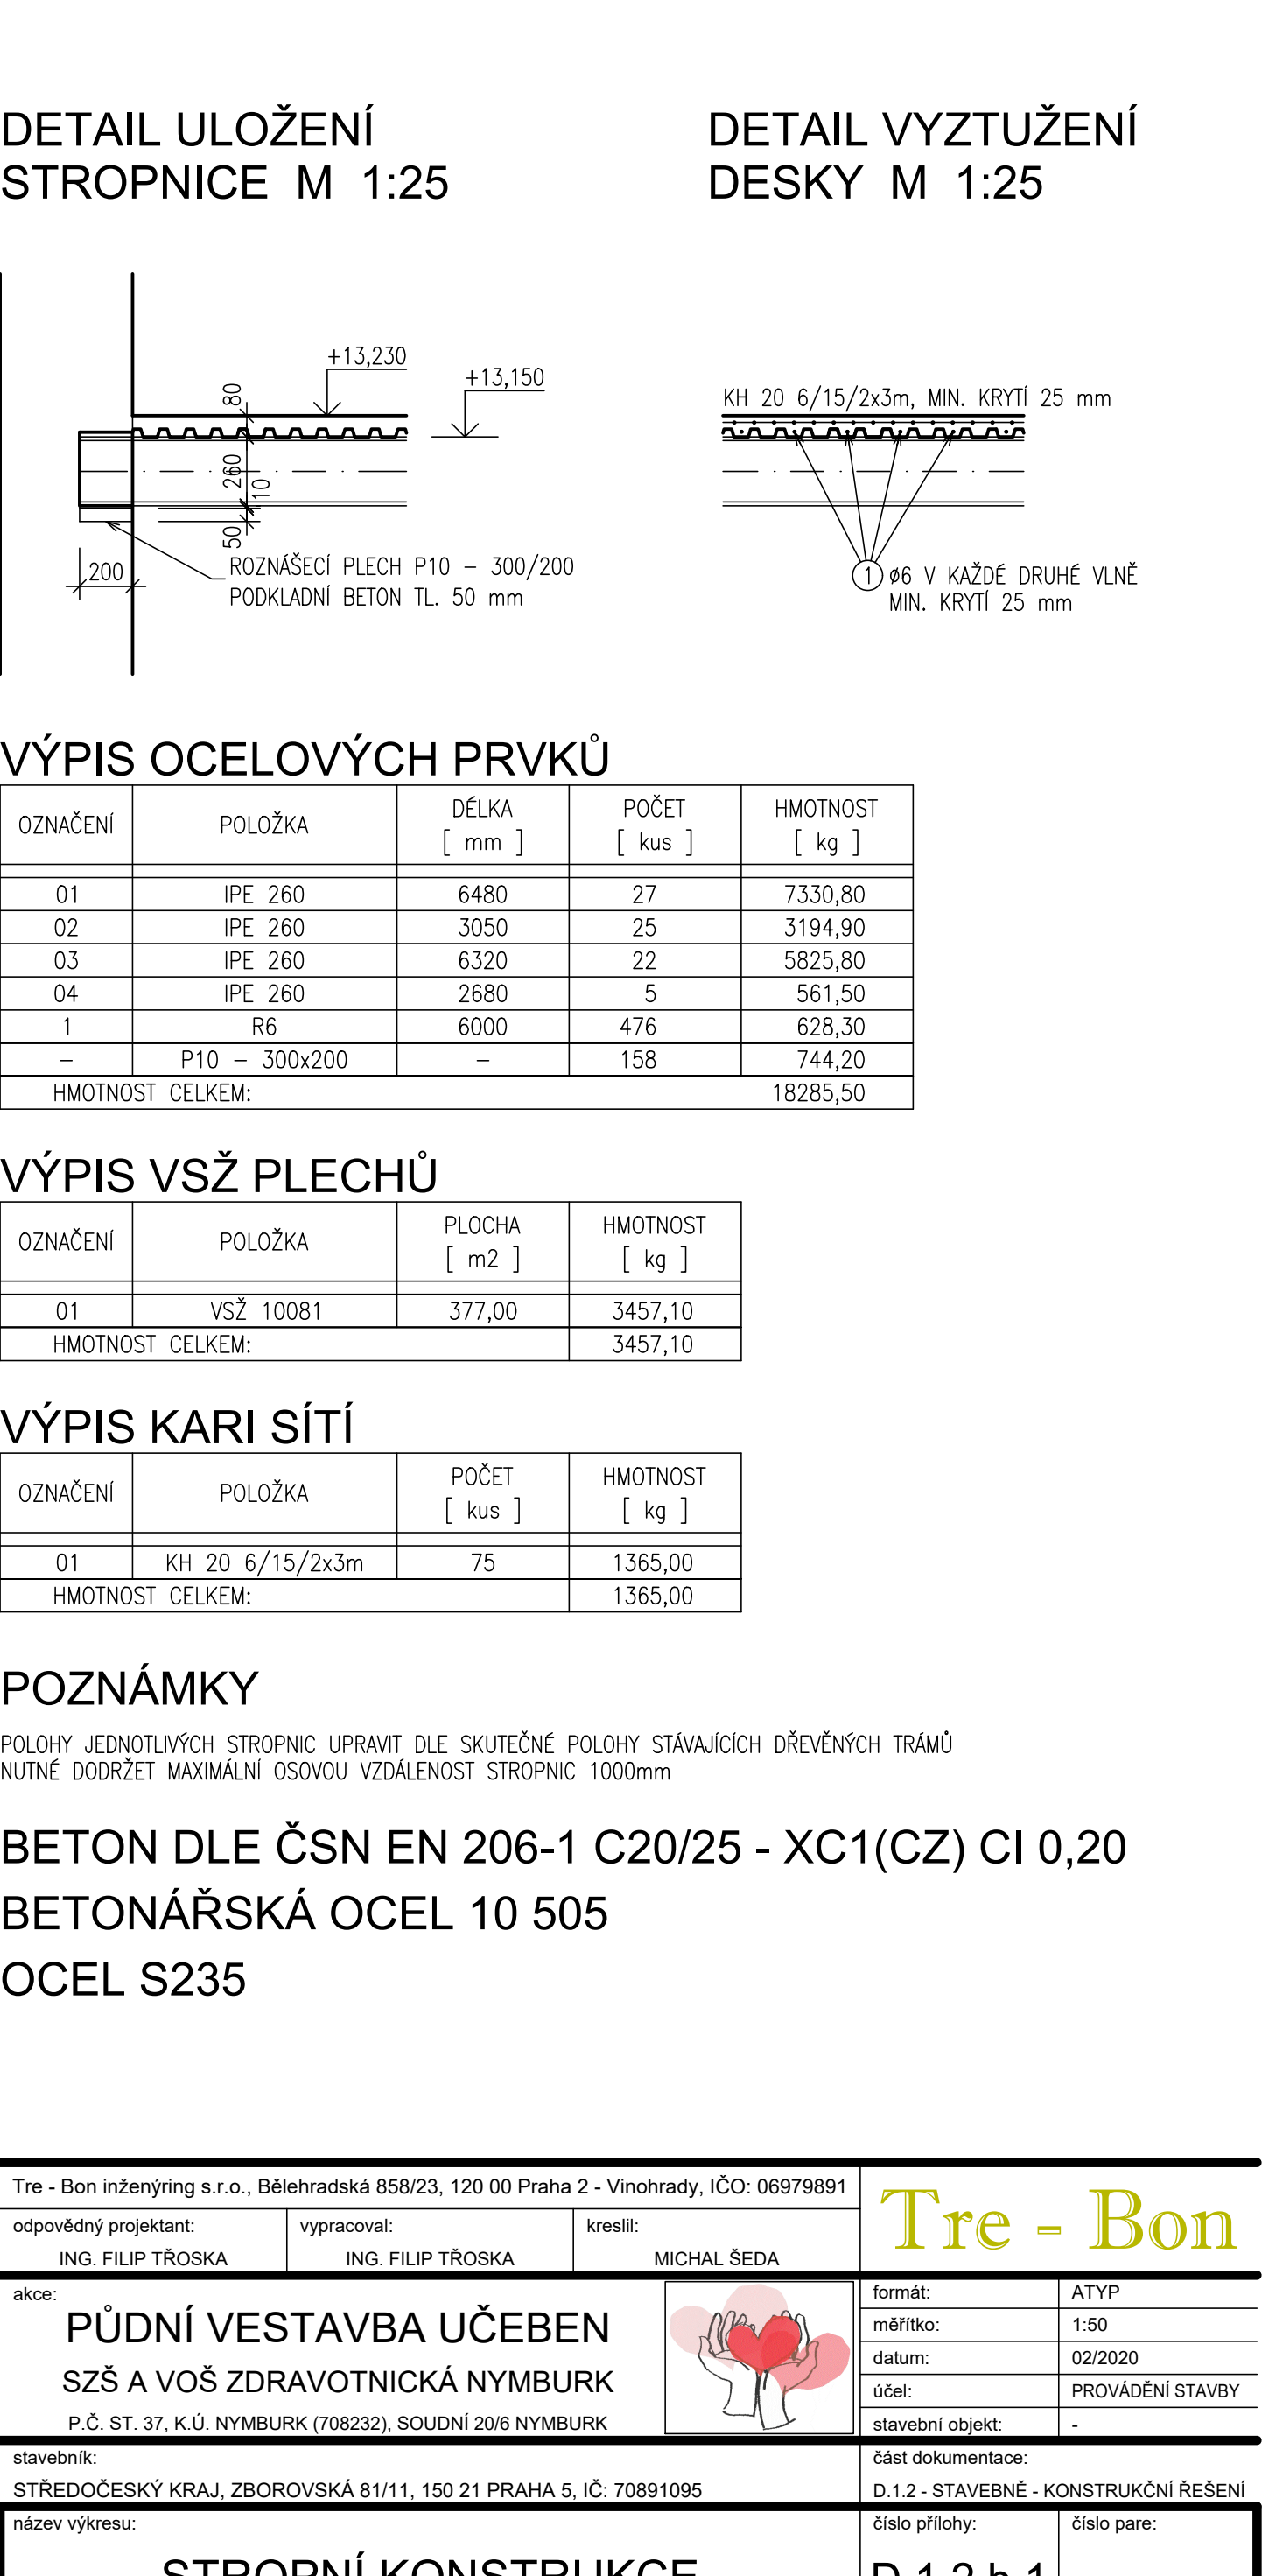 DETAIL ULOŽENÍ
STROPNICE M 1:25
DETAIL VYZTUŽENÍ
DESKY M 1:25
+13,230
+13,150
80
260
10
50
200
ROZNÁŠECÍ PLECH P10 – 300/200
PODKLADNÍ BETON TL. 50 mm
KH 20 6/15/2x3m, MIN. KRYTÍ 25 mm
1 ø6 V KAŽDÉ DRUHÉ VLNĚ
MIN. KRYTÍ 25 mm
VÝPIS OCELOVÝCH PRVKŮ
OZNAČENÍ POLOŽKA DÉLKA [ mm ] POČET [ kus ] HMOTNOST [ kg ]
01 IPE 260 6480 27 7330,80
02 IPE 260 3050 25 3194,90
03 IPE 260 6320 22 5825,80
04 IPE 260 2680 5 561,50
1 R6 6000 476 628,30
– P10 – 300x200 – 158 744,20
HMOTNOST CELKEM: 18285,50
VÝPIS VSŽ PLECHŮ
OZNAČENÍ POLOŽKA PLOCHA [ m2 ] HMOTNOST [ kg ]
01 VSŽ 10081 377,00 3457,10
HMOTNOST CELKEM: 3457,10
VÝPIS KARI SÍTÍ
OZNAČENÍ POLOŽKA POČET [ kus ] HMOTNOST [ kg ]
01 KH 20 6/15/2x3m 75 1365,00
HMOTNOST CELKEM: 1365,00
POZNÁMKY
POLOHY JEDNOTLIVÝCH STROPNIC UPRAVIT DLE SKUTEČNÉ POLOHY STÁVAJÍCÍCH DŘEVĚNÝCH TRÁMŮ
NUTNÉ DODRŽET MAXIMÁLNÍ OSOVOU VZDÁLENOST STROPNIC 1000mm
BETON DLE ČSN EN 206-1 C20/25 - XC1(CZ) CI 0,20
BETONÁŘSKÁ OCEL 10 505
OCEL S235
Tre - Bon inženýring s.r.o., Bělehradská 858/23, 120 00 Praha 2 - Vinohrady, IČO: 06979891
Tre - Bon
odpovědný projektant: vypracoval: kreslil:
ING. FILIP TŘOSKA ING. FILIP TŘOSKA MICHAL ŠEDA
akce:
PŮDNÍ VESTAVBA UČEBEN
SZŠ A VOŠ ZDRAVOTNICKÁ NYMBURK
P.Č. ST. 37, K.Ú. NYMBURK (708232), SOUDNÍ 20/6 NYMBURK
formát: ATYP
měřítko: 1:50
datum: 02/2020
účel: PROVÁDĚNÍ STAVBY
stavební objekt: -
stavebník:
STŘEDOČESKÝ KRAJ, ZBOROVSKÁ 81/11, 150 21 PRAHA 5, IČ: 70891095
část dokumentace:
D.1.2 - STAVEBNĚ - KONSTRUKČNÍ ŘEŠENÍ
název výkresu:
STROPNÍ KONSTRUKCE
číslo přílohy:
D.1.2.b.1
číslo pare: